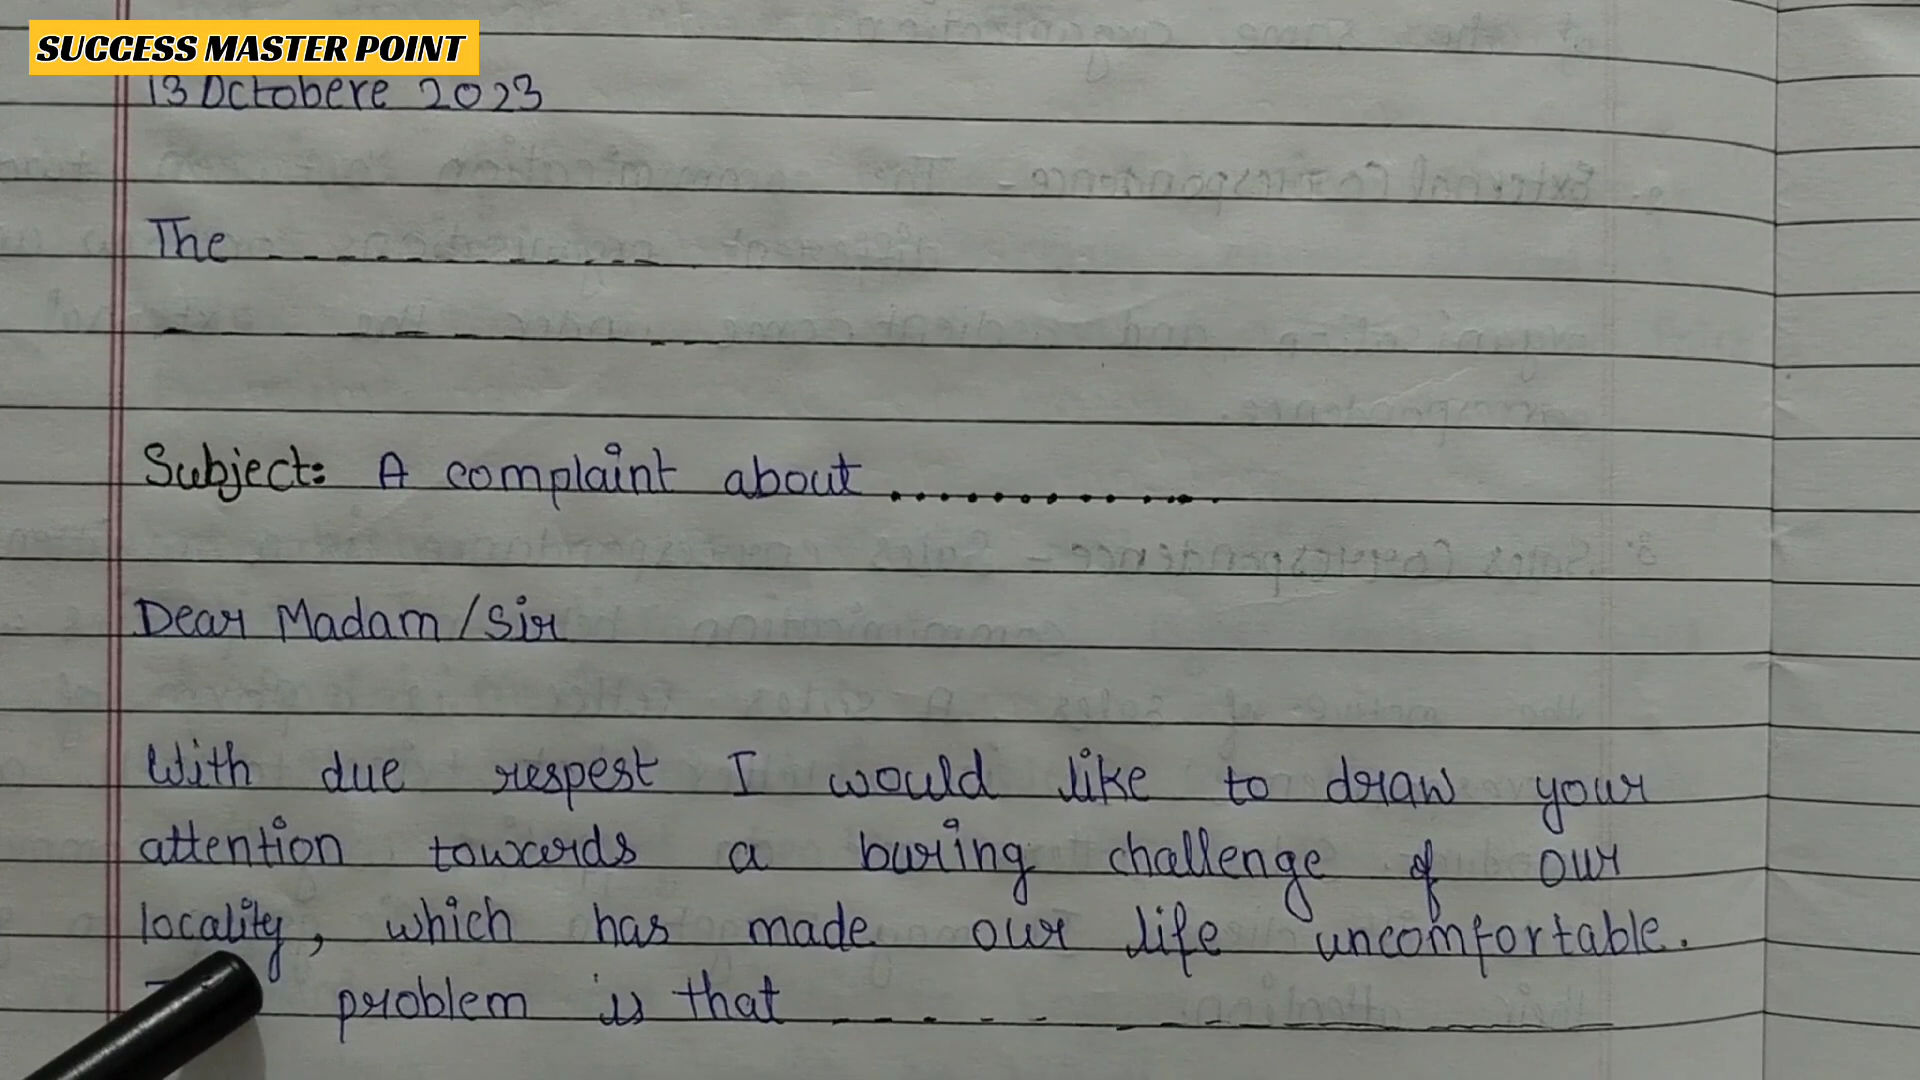 SUCCESS MASTER POINT
13 Octobere 2023
The ------------
Subject: A complaint about .............
Dear Madam/Sir
With due respest I would like to draw your
attention towards a buring challenge of our
locality, which has made our life uncomfortable.
problem is that ----------